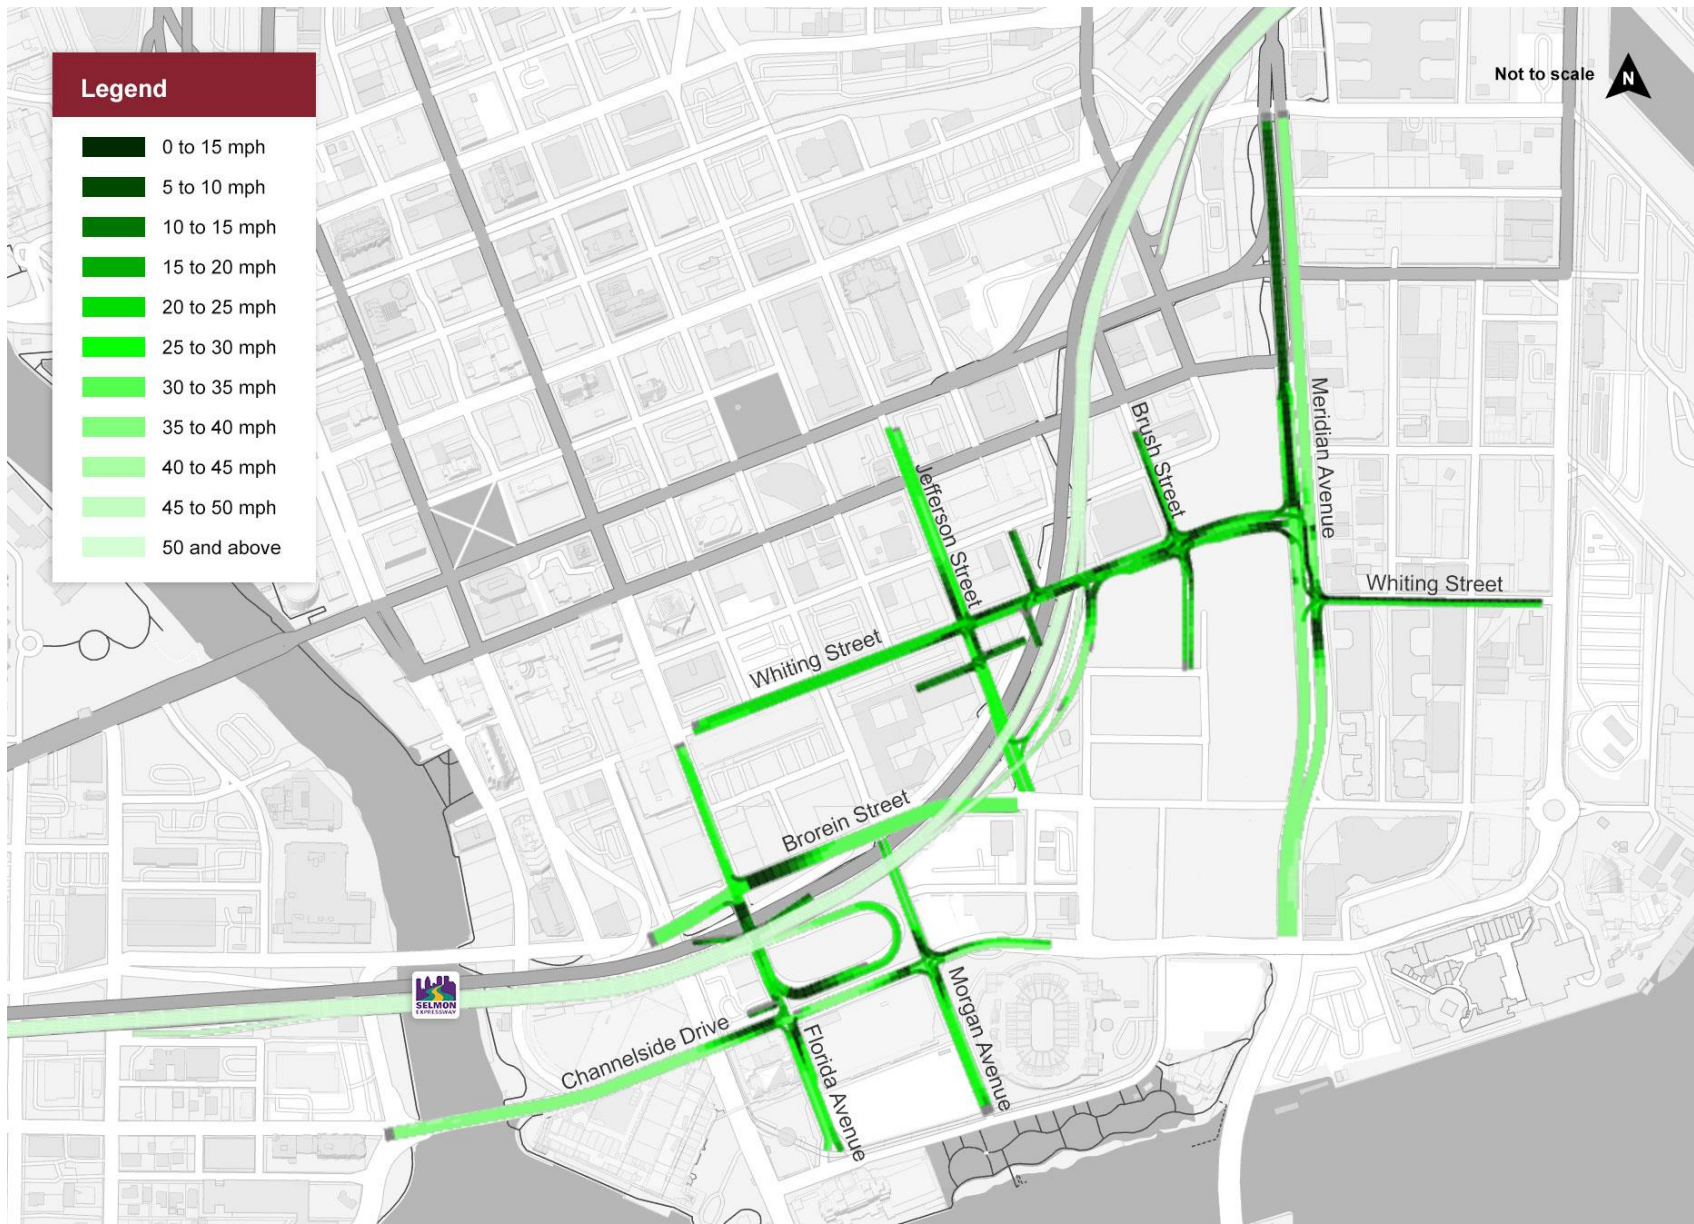 Legend
0 to 15 mph
5 to 10 mph
10 to 15 mph
15 to 20 mph
20 to 25 mph
25 to 30 mph
30 to 35 mph
35 to 40 mph
40 to 45 mph
45 to 50 mph
50 and above
Not to scale
N
Meridian Avenue
Brush Street
Jefferson Street
Whiting Street
Whiting Street
Brorein Street
SELMON
EXPRESSWAY
Morgan Avenue
Channelside Drive
Florida Avenue